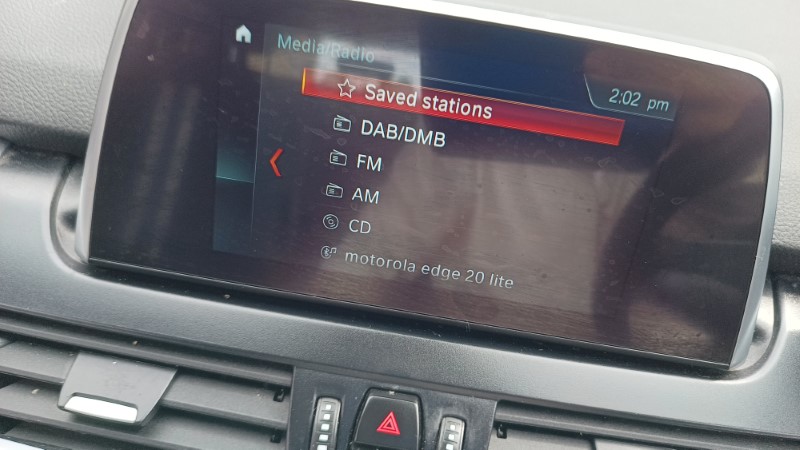 Media/Radio
2:02 pm
Saved stations
DAB/DMB
FM
AM
CD
motorola edge 20 lite